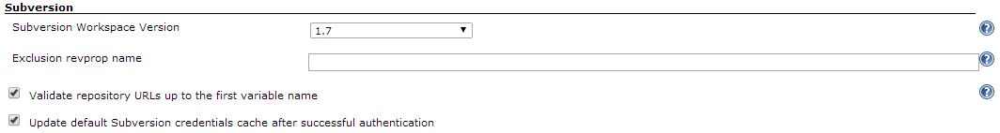 Subversion
Subversion Workspace Version 1.7
Exclusion revprop name
Validate repository URLs up to the first variable name
Update default Subversion credentials cache after successful authentication